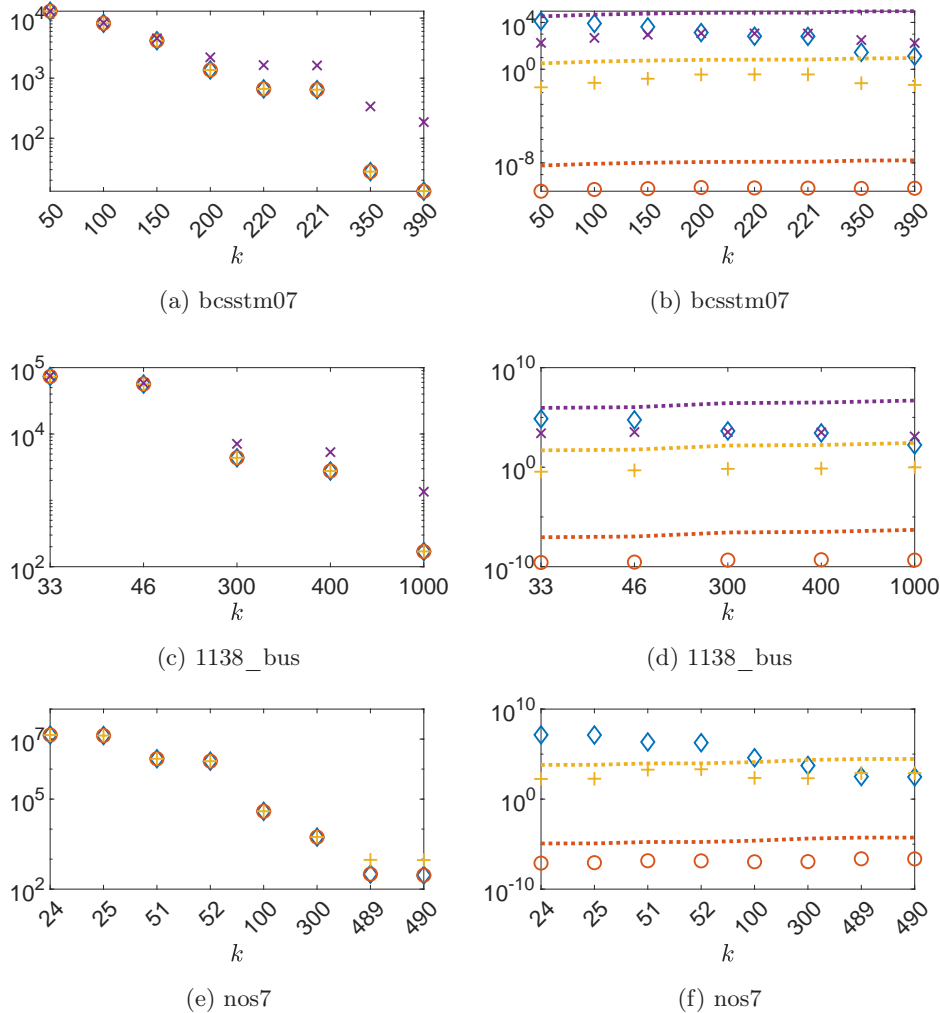 10^4
10^3
10^2
50 100 150 200 220 221 350 390
k
(a) bcsstm07
10^4
10^0
10^-8
50 100 150 200 220 221 350 390
k
(b) bcsstm07
10^5
10^4
10^2
33 46 300 400 1000
k
(c) 1138_bus
10^10
10^0
10^-10
33 46 300 400 1000
k
(d) 1138_bus
10^7
10^5
10^2
24 25 51 52 100 300 489 490
k
(e) nos7
10^10
10^0
10^-10
24 25 51 52 100 300 489 490
k
(f) nos7